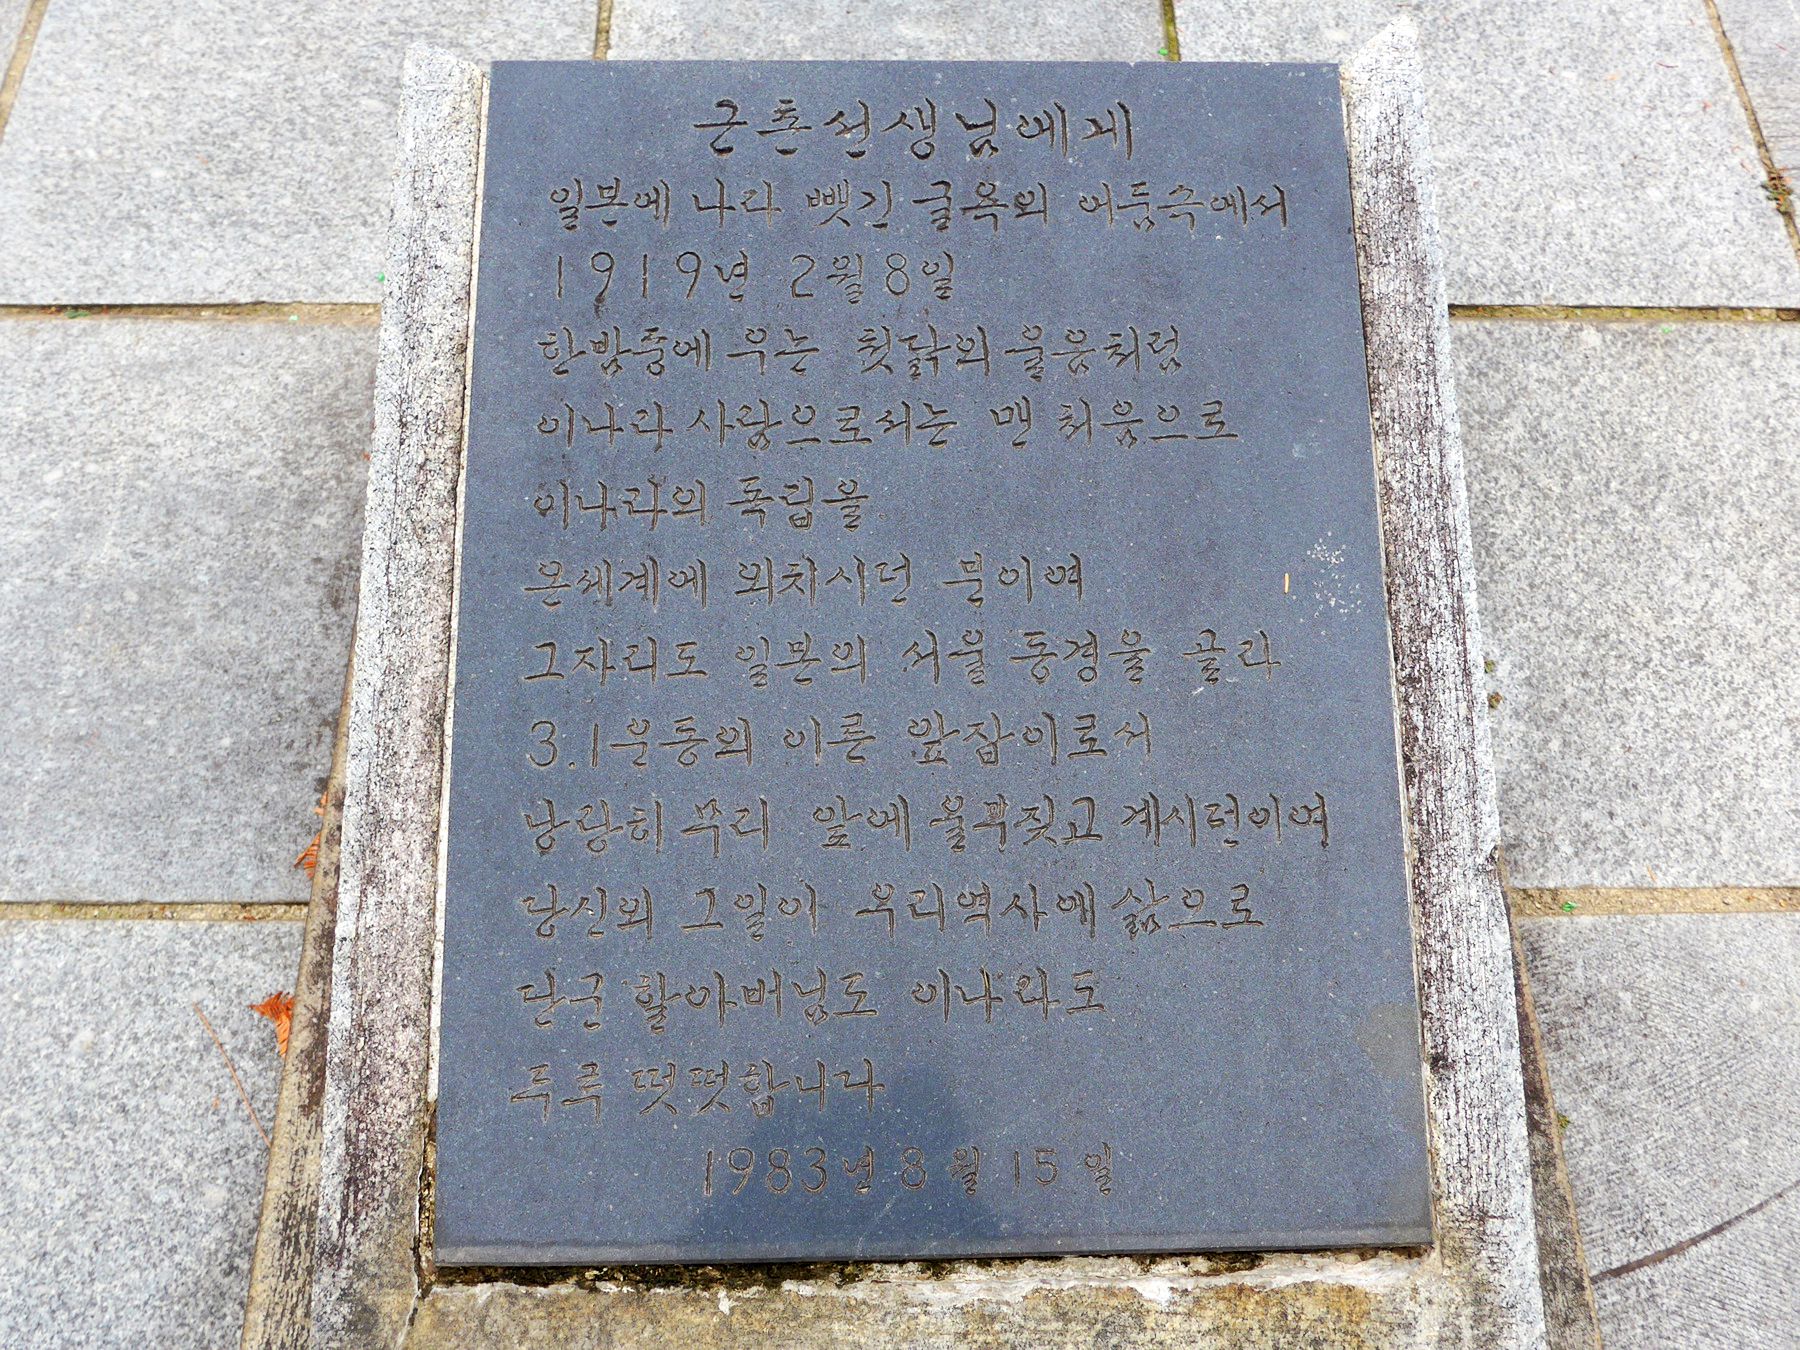 근촌선생님에게
일본에 나라 뺏긴 굴욕의 어둠속에서
1919년 2월 8일
한밤중에 우는 첫닭의 울음처럼
이나라 사람으로서는 맨 처음으로
이나라의 독립을
온세계에 외치시던 분이여
그자리도 일본의 서울 동경을 골라
3.1운동의 이른 앞잡이로서
낭랑히 우리 앞에 울부짖고 계시던이여
당신의 그일이 우리역사에 삶으로
단군 할아버님도 이나라도
두루 떳떳합니다
1983년 8월 15일